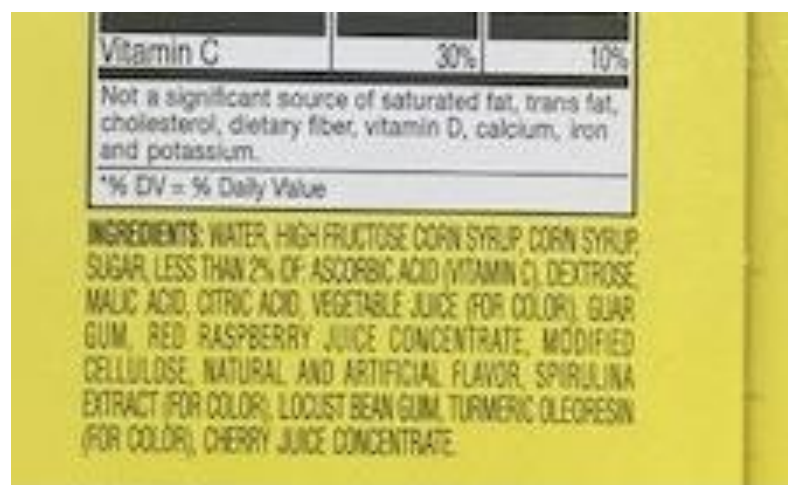 Vitamin C 30% 10%
Not a significant source of saturated fat, trans fat,
cholesterol, dietary fiber, vitamin D, calcium, iron
and potassium.
*% DV = % Daily Value
INGREDIENTS: WATER, HIGH FRUCTOSE CORN SYRUP, CORN SYRUP,
SUGAR, LESS THAN 2% OF: ASCORBIC ACID (VITAMIN C), DEXTROSE,
MALIC ACID, CITRIC ACID, VEGETABLE JUICE (FOR COLOR), GUAR
GUM, RED RASPBERRY JUICE CONCENTRATE, MODIFIED
CELLULOSE, NATURAL AND ARTIFICIAL FLAVOR, SPIRULINA
EXTRACT (FOR COLOR), LOCUST BEAN GUM, TURMERIC OLEORESIN
(FOR COLOR), CHERRY JUICE CONCENTRATE.